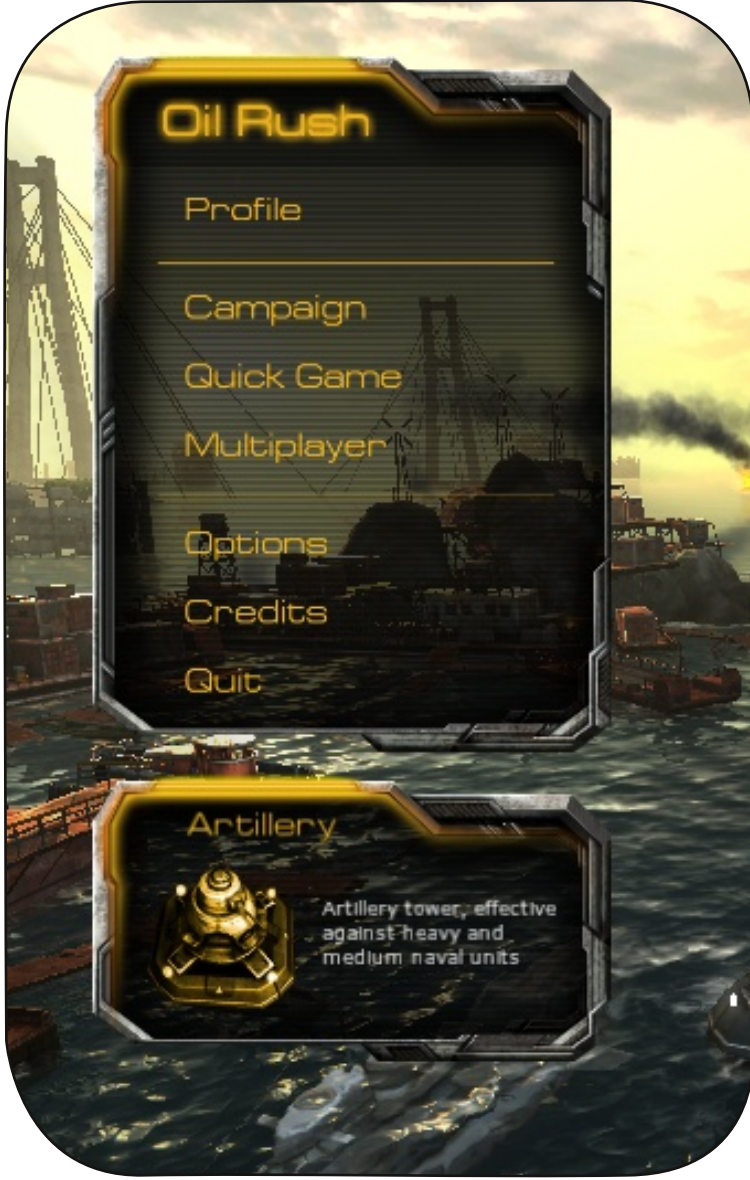 Oil Rush
Profile
Campaign
Quick Game
Multiplayer
Options
Credits
Quit
Artillery
Artillery tower, effective
against heavy and
medium naval units